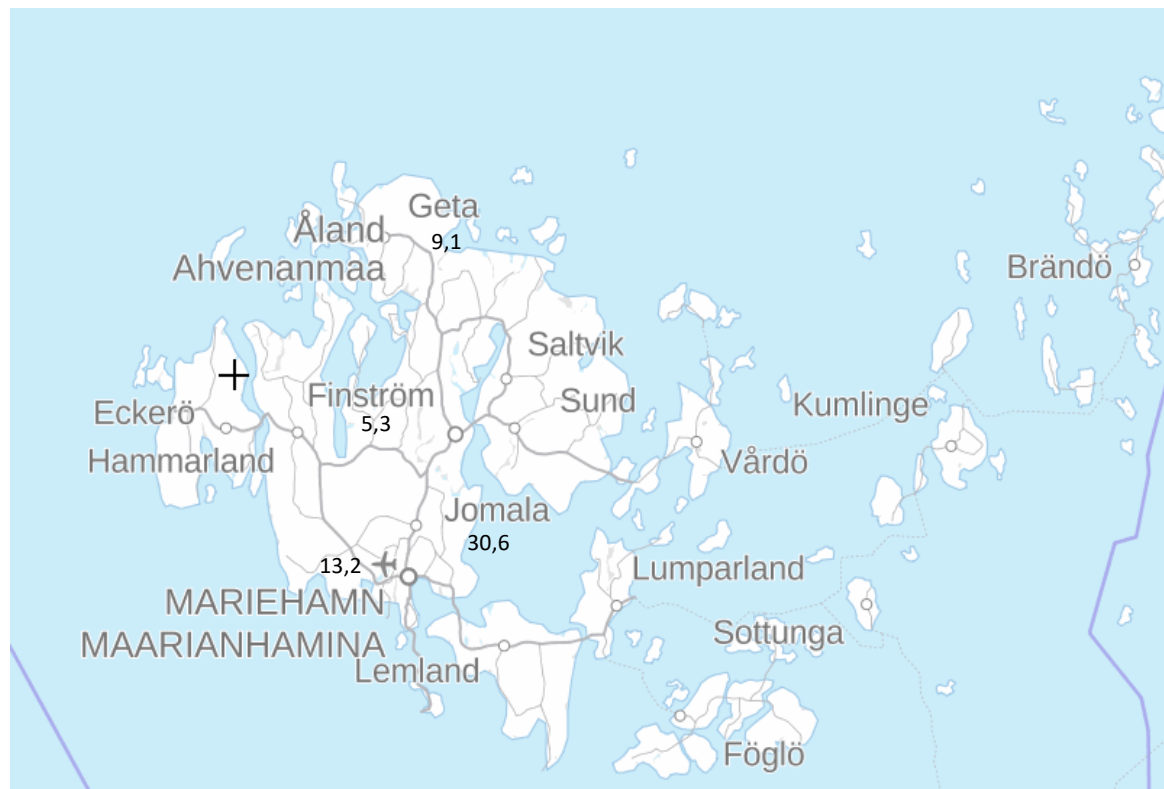 Geta
9,1
Åland
Ahvenanmaa
Brändö
Saltvik
Finström
5,3
Sund
Kumlinge
Eckerö
Hammarland
Vårdö
Jomala
30,6
13,2
Lumparland
MARIEHAMN
MAARIANHAMINA
Sottunga
Lemland
Föglö